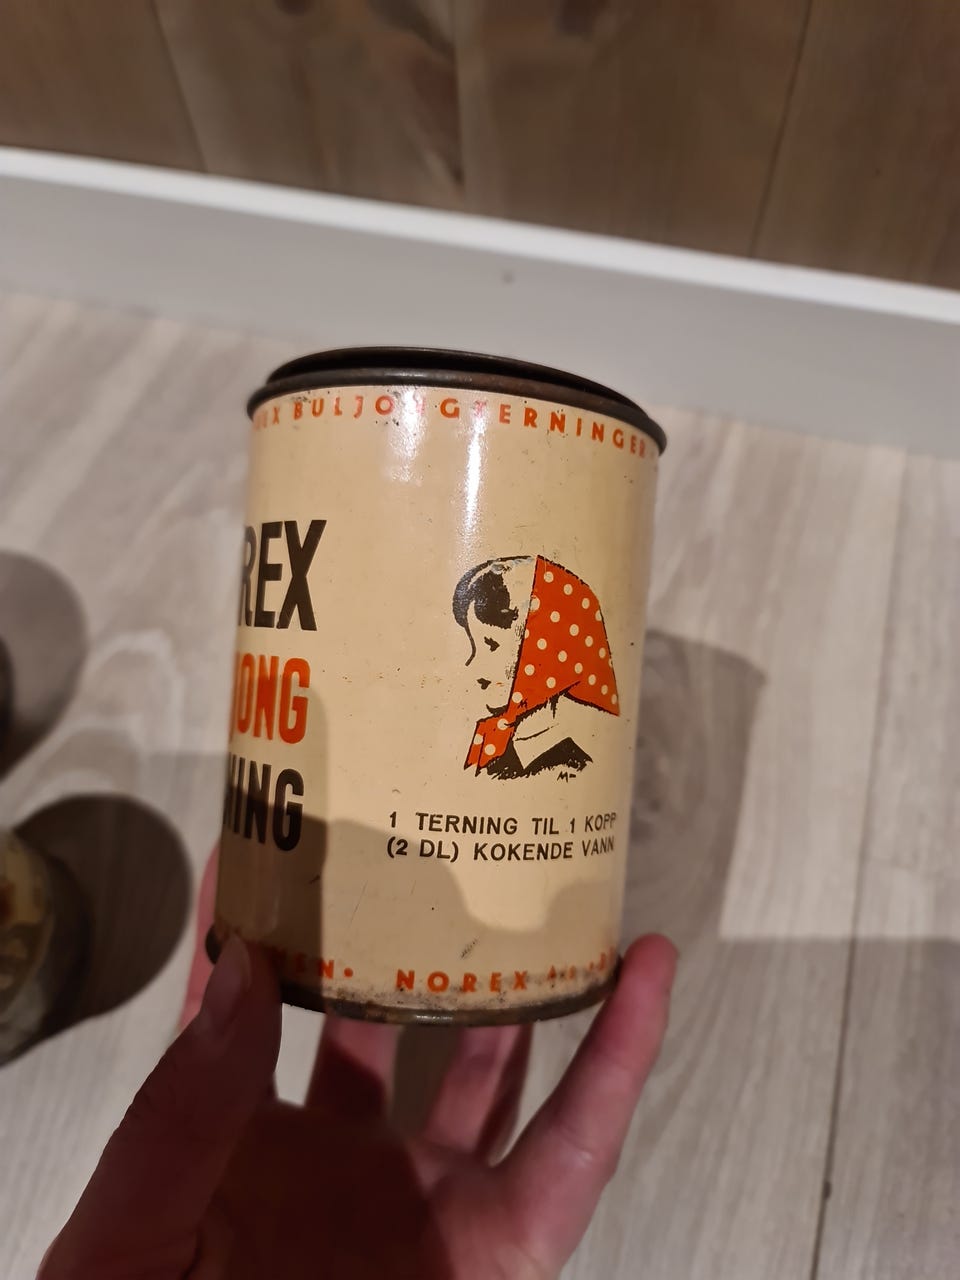 BULJONGTERNINGER
REX
JONG
NING
1 TERNING TIL 1 KOPP
(2 DL) KOKENDE VANN
NOREX